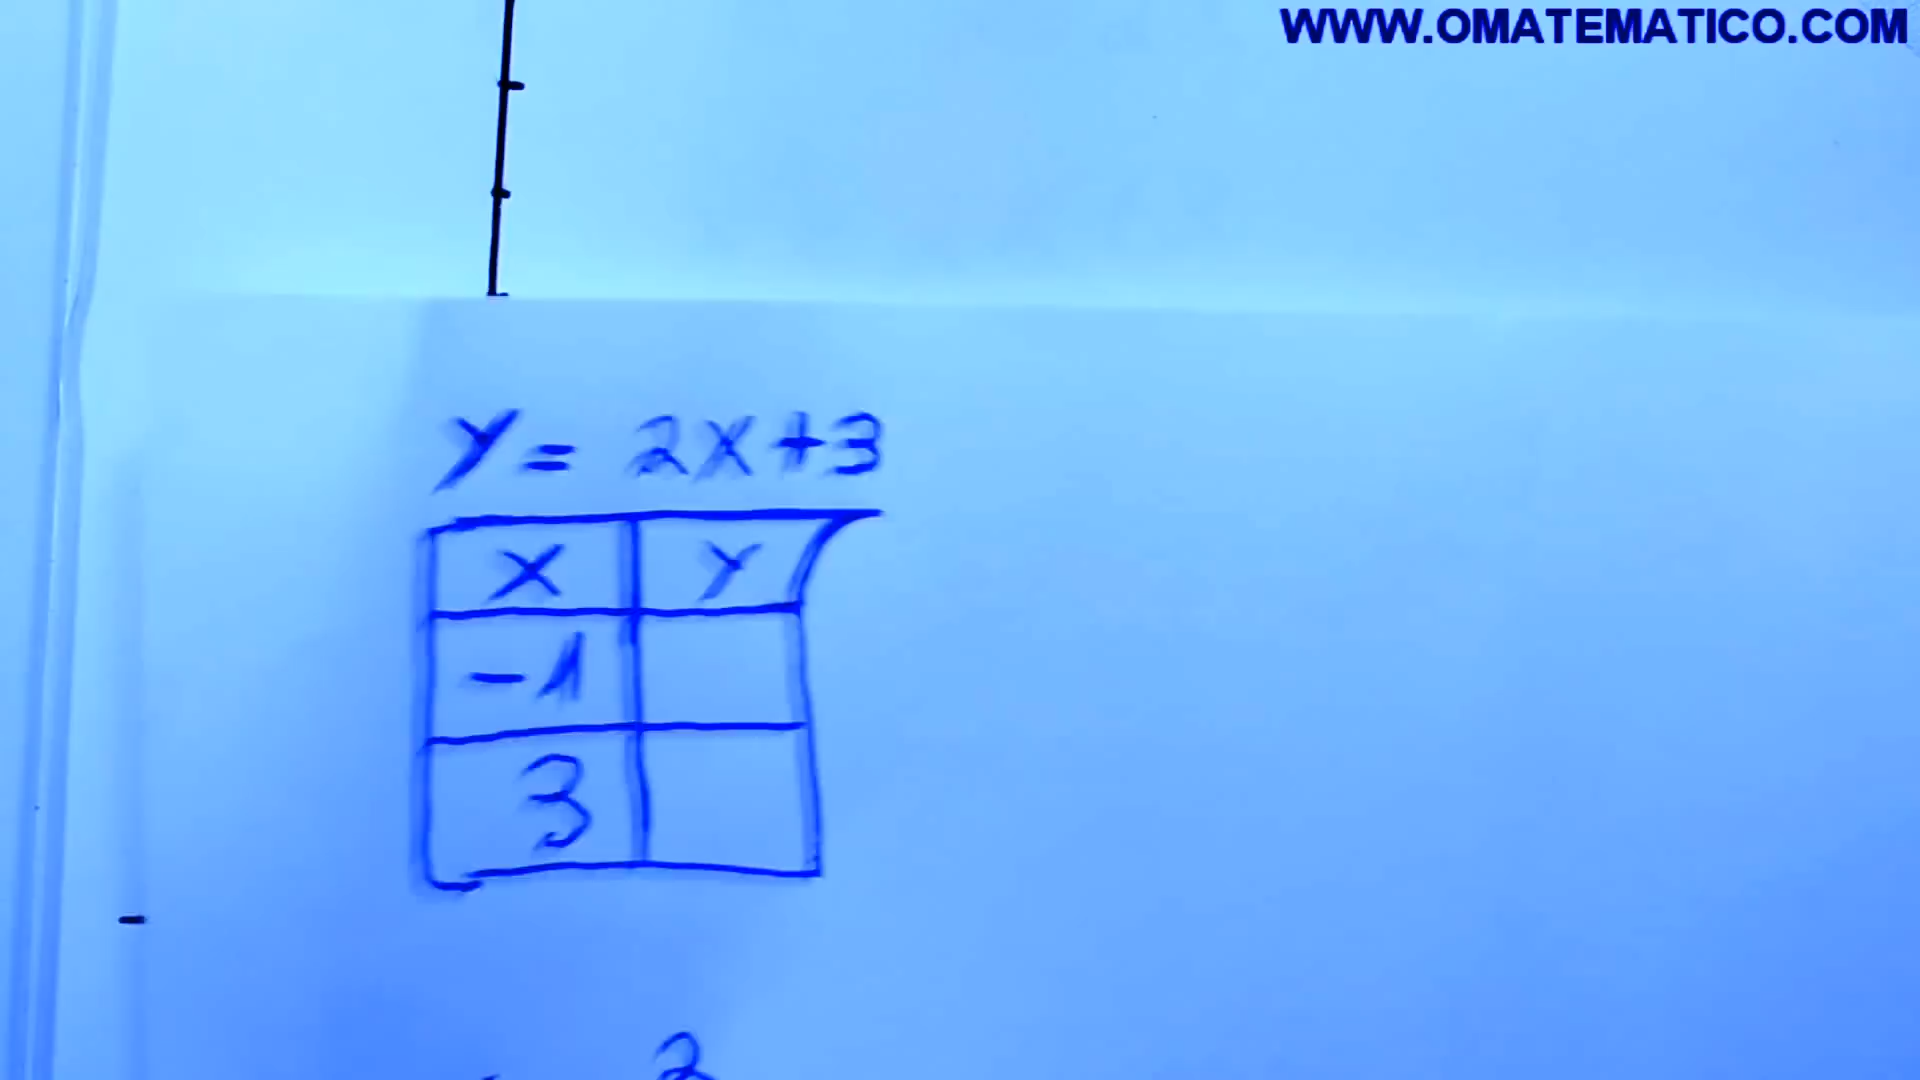 WWW.OMATEMATICO.COM
Y = 2X+3
X Y
-1
3